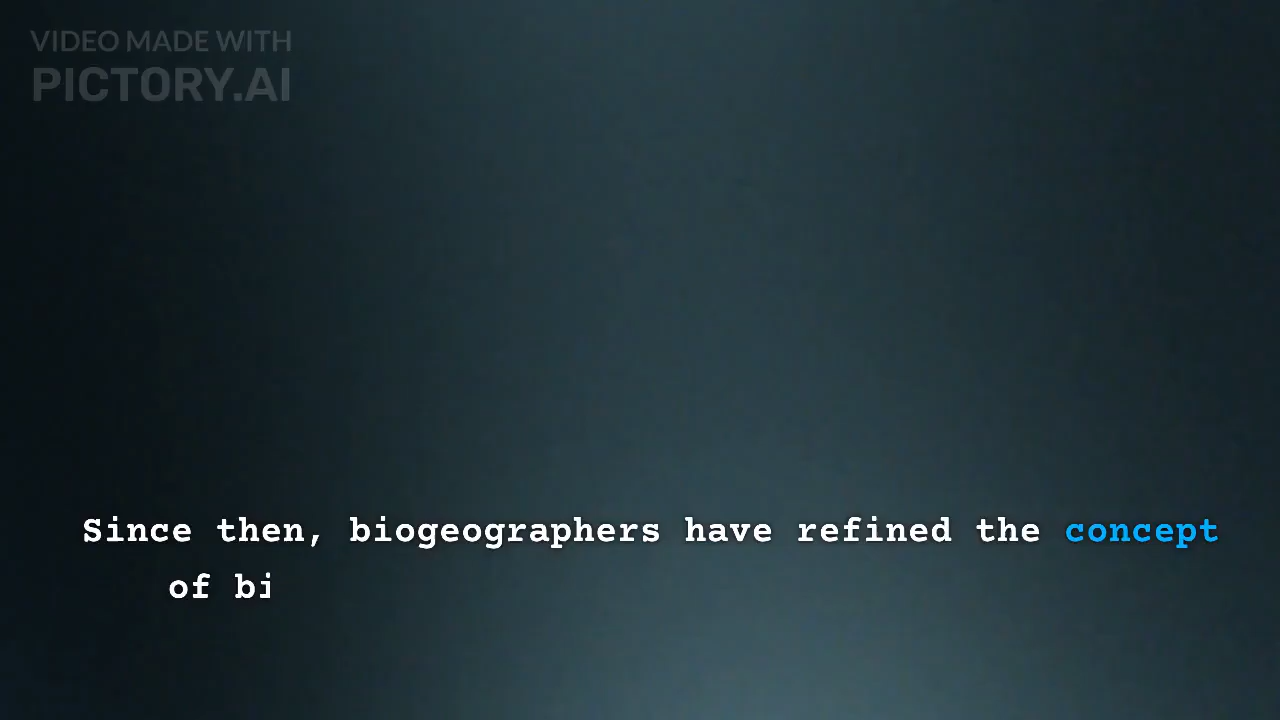 VIDEO MADE WITH
PICTORY.AI
Since then, biogeographers have refined the concept
of bi